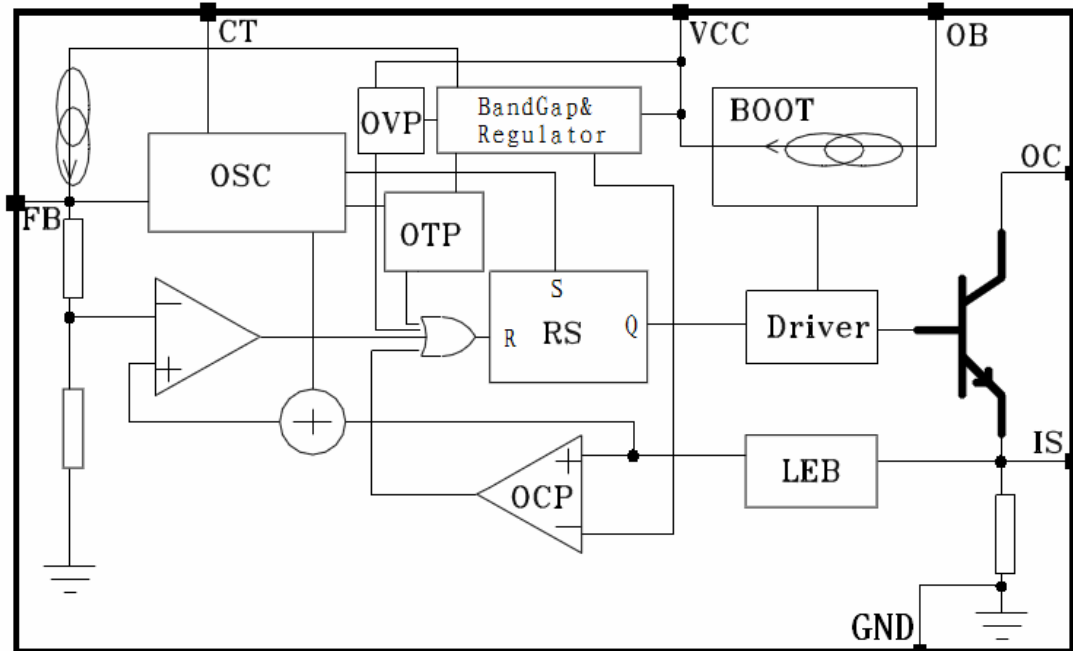 CT
VCC
OB
OVP
BandGap&
Regulator
BOOT
OC
OSC
FB
OTP
S
R
RS
Q
Driver
+
OCP
LEB
IS
GND